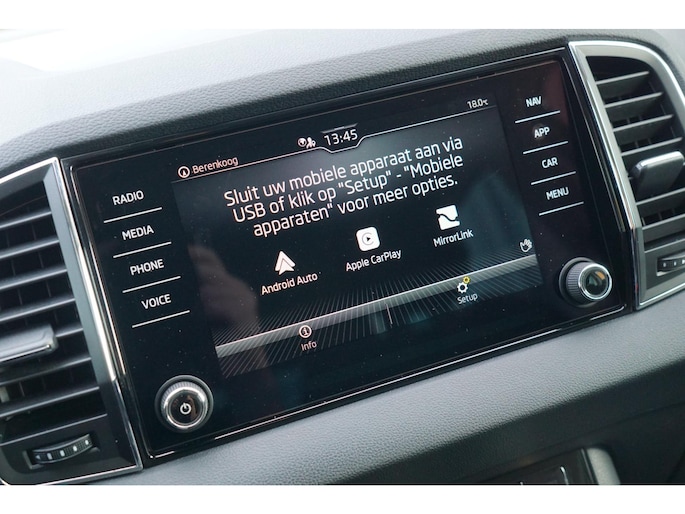 13:45
18.0°C
Berenkoog
RADIO
MEDIA
PHONE
VOICE
Sluit uw mobiele apparaat aan via
USB of klik op "Setup" - "Mobiele
apparaten" voor meer opties.
Android Auto
Apple CarPlay
MirrorLink
Info
Setup
NAV
APP
CAR
MENU